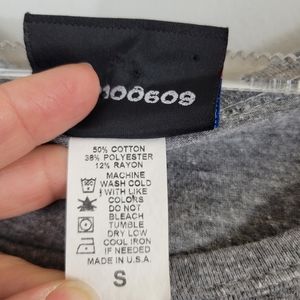 50% COTTON
38% POLYESTER
12% RAYON
MACHINE
WASH COLD
WITH LIKE
COLORS
DO NOT
BLEACH
TUMBLE
DRY LOW
COOL IRON
IF NEEDED
MADE IN U.S.A.
S